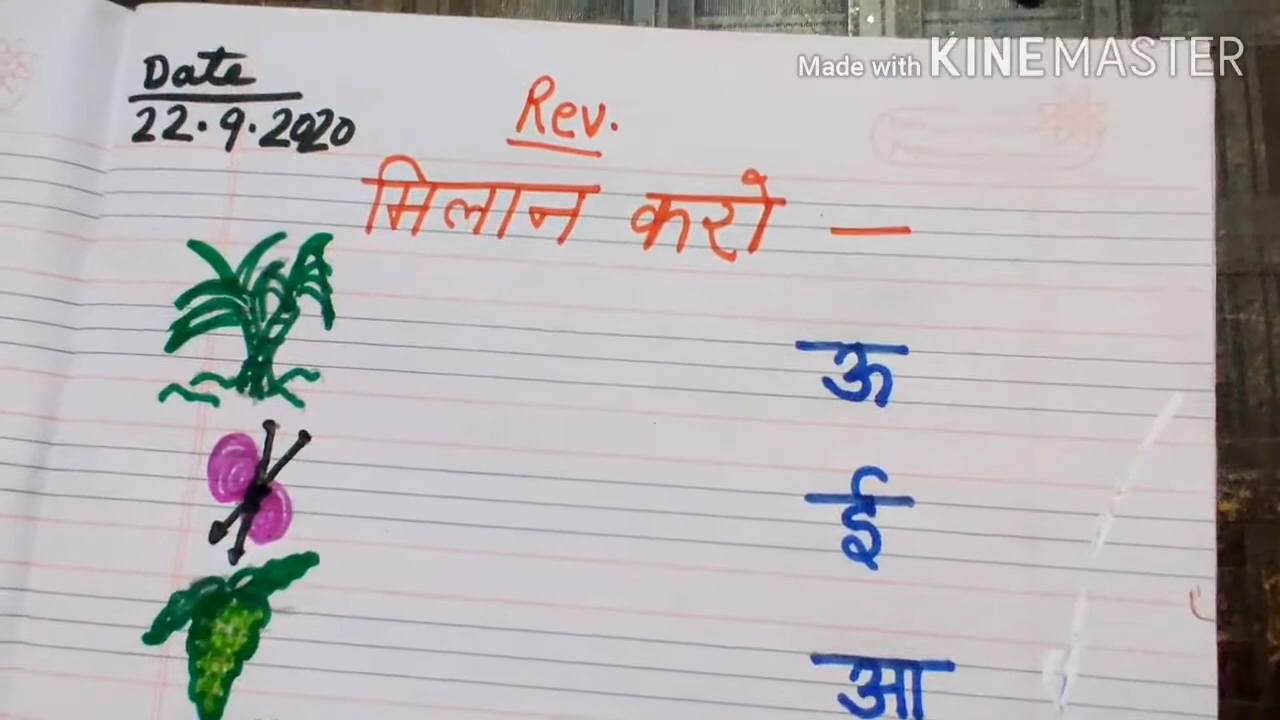 Made with KINEMASTER
Date
22.9.2020
Rev.
मिलान करो —
ऊ
ई
आ